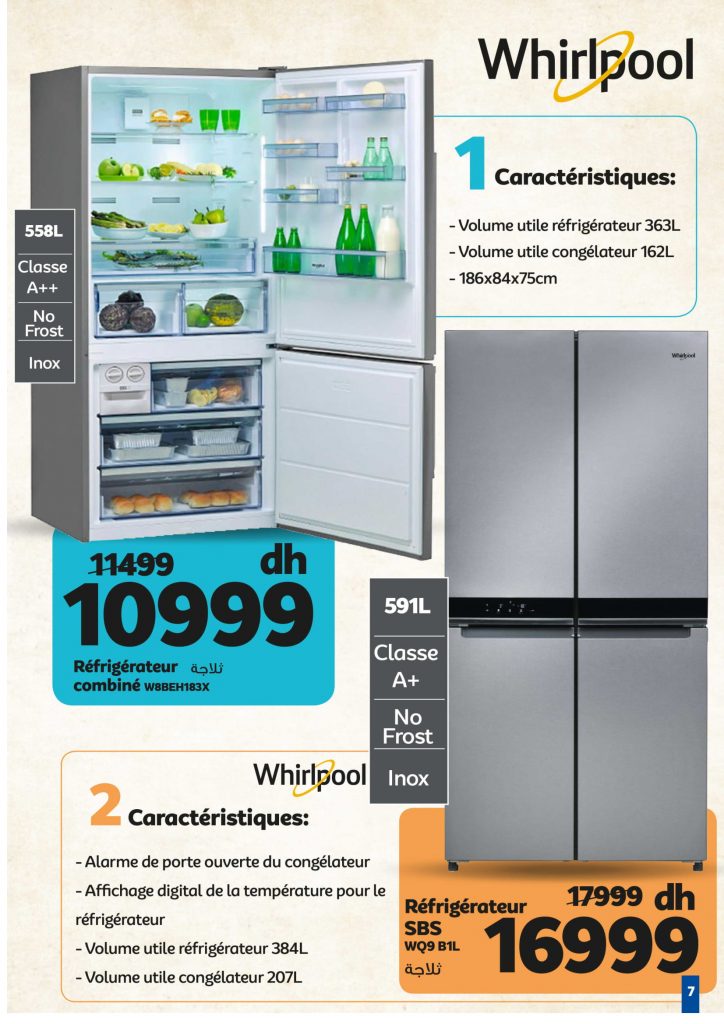 Whirlpool
1 Caractéristiques:
- Volume utile réfrigérateur 363L
- Volume utile congélateur 162L
- 186x84x75cm
558L
Classe
A++
No
Frost
Inox
Whirlpool
11499 dh
10999
Réfrigérateur ثلاجة
combiné W8BEH183X
591L
Classe
A+
No
Frost
Inox
Whirlpool
2 Caractéristiques:
- Alarme de porte ouverte du congélateur
- Affichage digital de la température pour le
réfrigérateur
- Volume utile réfrigérateur 384L
- Volume utile congélateur 207L
17999 dh
16999
Réfrigérateur
SBS
WQ9 B1L
ثلاجة
7